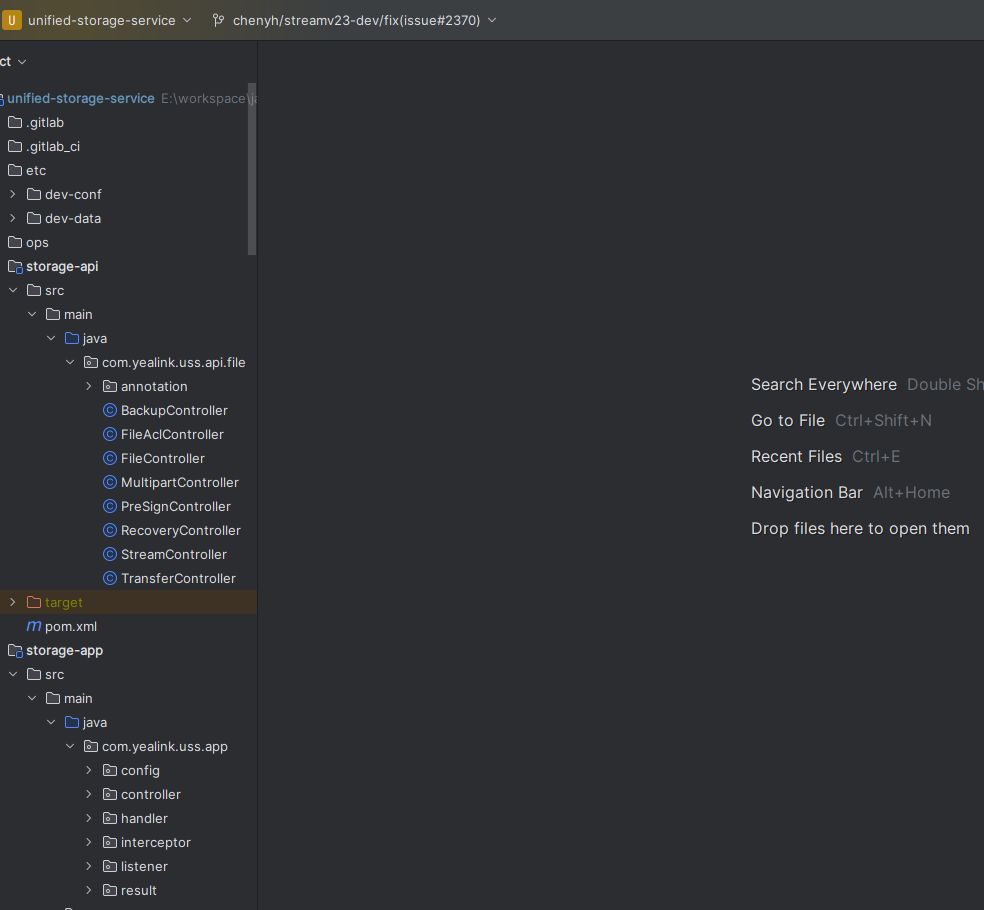 U unified-storage-service chenyh/streamv23-dev/fix(issue#2370)
ct
unified-storage-service E:\workspace\ja
.gitlab
.gitlab_ci
etc
dev-conf
dev-data
ops
storage-api
src
main
java
com.yealink.uss.api.file
annotation
BackupController
FileAclController
FileController
MultipartController
PreSignController
RecoveryController
StreamController
TransferController
target
m pom.xml
storage-app
src
main
java
com.yealink.uss.app
config
controller
handler
interceptor
listener
result
Search Everywhere Double Sh
Go to File Ctrl+Shift+N
Recent Files Ctrl+E
Navigation Bar Alt+Home
Drop files here to open them